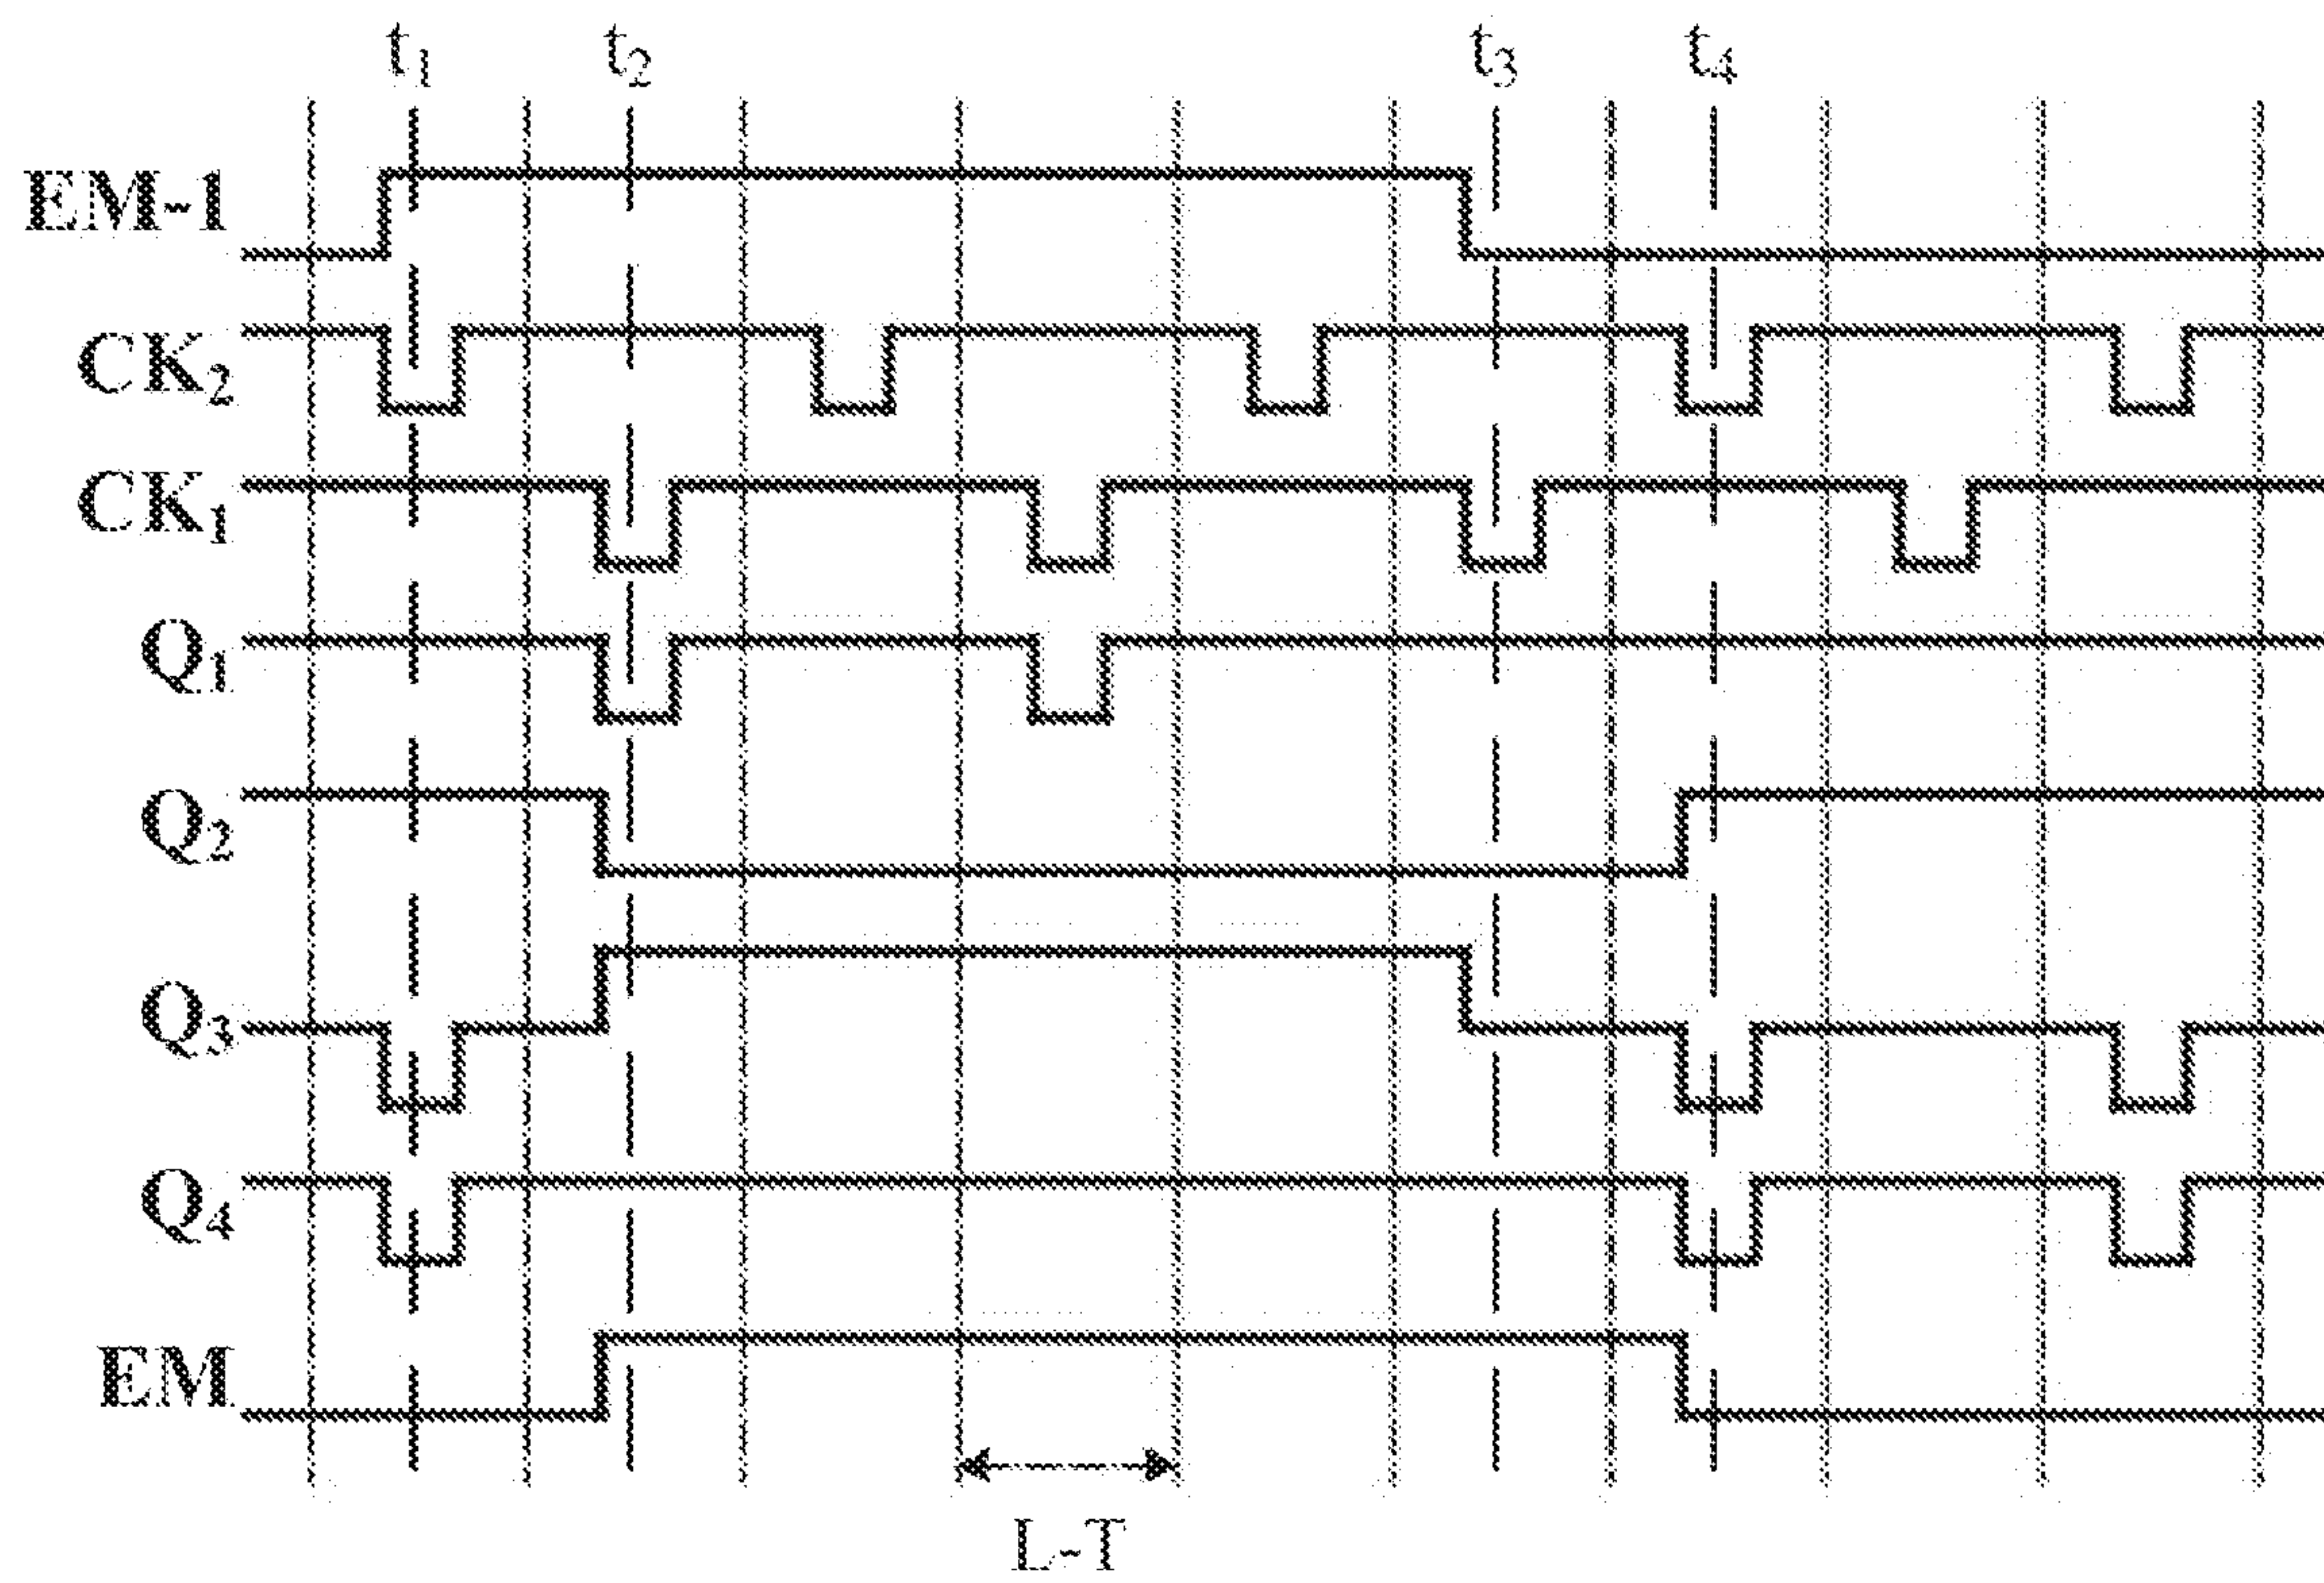 t₁ t₂ t₃ t₄
EM-1
CK₂
CK₁
Q₁
Q₂
Q₃
Q₄
EM
L-T